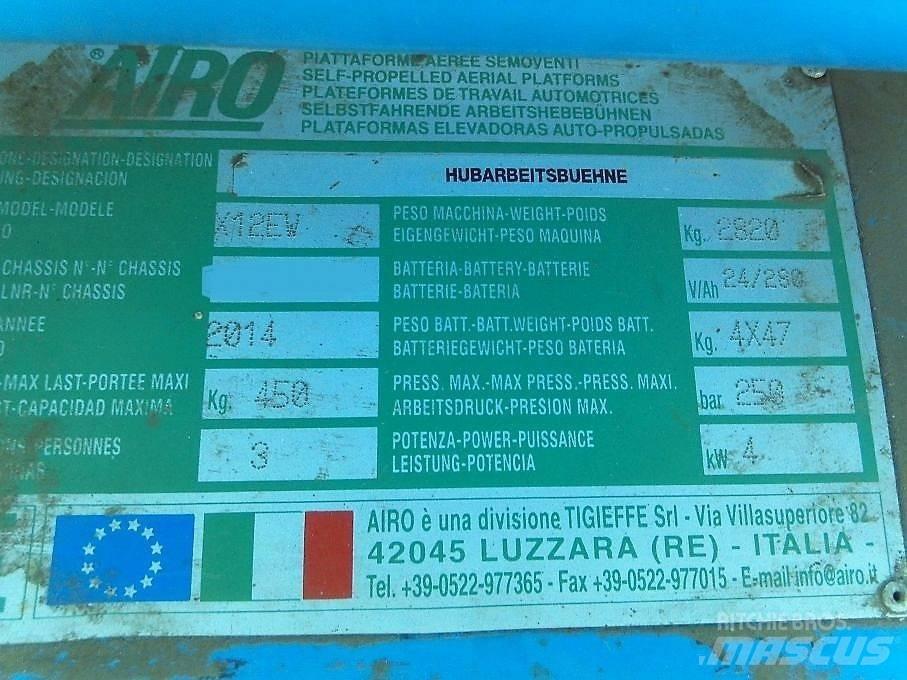 ® AIRO
PIATTAFORME AEREE SEMOVENTI
SELF-PROPELLED AERIAL PLATFORMS
PLATEFORMES DE TRAVAIL AUTOMOTRICES
SELBSTFAHRENDE ARBEITSHEBEBÜHNEN
PLATAFORMAS ELEVADORAS AUTO-PROPULSADAS
ONE-DESIGNATION-DESIGNATION
NG-DESIGNACION
HUBARBEITSBUEHNE
MODEL-MODELE
O
X12EW
PESO MACCHINA-WEIGHT-POIDS
EIGENGEWICHT-PESO MAQUINA
Kg. 2820
CHASSIS N°-N° CHASSIS
LNR-N° CHASSIS
BATTERIA-BATTERY-BATTERIE
BATTERIE-BATERIA
V/Ah 24/280
ANNEE
O
2014
PESO BATT.-BATT.WEIGHT-POIDS BATT.
BATTERIEGEWICHT-PESO BATERIA
Kg. 4X47
-MAX LAST-PORTEE MAXI
T-CAPACIDAD MAXIMA
Kg. 450
PRESS. MAX.-MAX PRESS.-PRESS. MAXI.
ARBEITSDRUCK-PRESION MAX.
bar 250
PERSONNES
3
POTENZA-POWER-PUISSANCE
LEISTUNG-POTENCIA
kW 4
AIRO è una divisione TIGIEFFE Srl - Via Villasuperiore 82
42045 LUZZARA (RE) - ITALIA -
Tel. +39-0522-977365 - Fax +39-0522-977015 - E-mail info@airo.it
RITCHIE BROS.
MASCUS